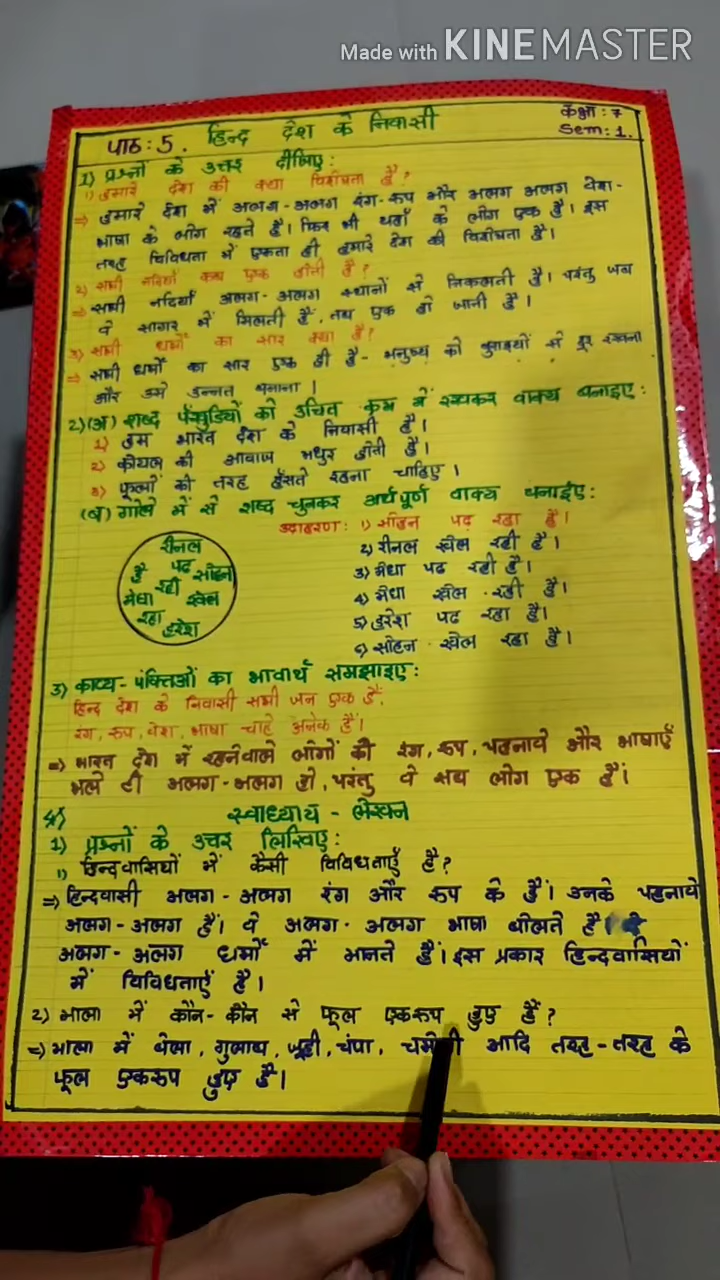 Made with KINEMASTER
पाठ: 5. हिन्द देश के निवासी
कक्षा: 7
Sem: 1.
1) प्रश्नों के उत्तर दीजिए:
1) हमारे देश की क्या विशेषता है?
⇒ हमारे देश में अलग-अलग रंग-रूप और अलग अलग वेश-
भाषा के लोग रहते हैं। फिर भी यहाँ के लोग एक हैं। इस
तरह विविधता में एकता ही हमारे देश की विशेषता है।
2) सभी नदियाँ कब एक होती हैं?
⇒ सभी नदियाँ अलग-अलग स्थानों से निकलती हैं। परंतु जब
वे सागर में मिलती हैं, तब एक हो जाती हैं।
3) सभी धर्मों का सार क्या है?
⇒ सभी धर्मों का सार एक ही है- मनुष्य को बुराइयों से दूर रखना
और उसे उन्नत बनाना।
2)(अ) शब्द पँखुडियों को उचित क्रम में रखकर वाक्य बनाइए:
1) हम भारत देश के निवासी हैं।
2) कोयल की आवाज मधुर होती हैं।
3) फूलों की तरह हँसते रहना चाहिए।
(ब) गोले में से शब्द चुनकर अर्थपूर्ण वाक्य बनाईए:
उदाहरण: 1) सोहन पढ रहा है।
रीनल
है पढ सोहन
रही
मेघा खेल
रहा
हरेश
2) रीनल खेल रही है।
3) मेघा पढ रही है।
4) मेघा खेल रही है।
5) हरेश पढ रहा है।
6) सोहन खेल रहा है।
3) काव्य-पंक्तिओं का भावार्थ समझाइए:
हिन्द देश के निवासी सभी जन एक हैं,
रंग, रूप, वेश, भाषा चाहे अनेक हैं।
⇒ भारत देश में रहनेवाले लोगों की रंग, रूप, पहनावे और भाषाएँ
भले ही अलग-अलग हो, परंतु वे सब लोग एक हैं।
स्वाध्याय - लेखन
1) प्रश्नों के उत्तर लिखिए:
1) हिन्दवासियों में कैसी विविधताएँ हैं?
⇒ हिन्दवासी अलग-अलग रंग और रूप के हैं। उनके पहनावे
अलग-अलग हैं। वे अलग-अलग भाषा बोलते हैं।
अलग-अलग धर्मों में मानते हैं। इस प्रकार हिन्दवासियों
में विविधताएँ हैं।
2) माला में कौन-कौन से फूल एकरूप हुए हैं?
⇒ माला में बेला, गुलाब, जूही, चंपा, चमेली आदि तरह-तरह के
फूल एकरूप हुए हैं।